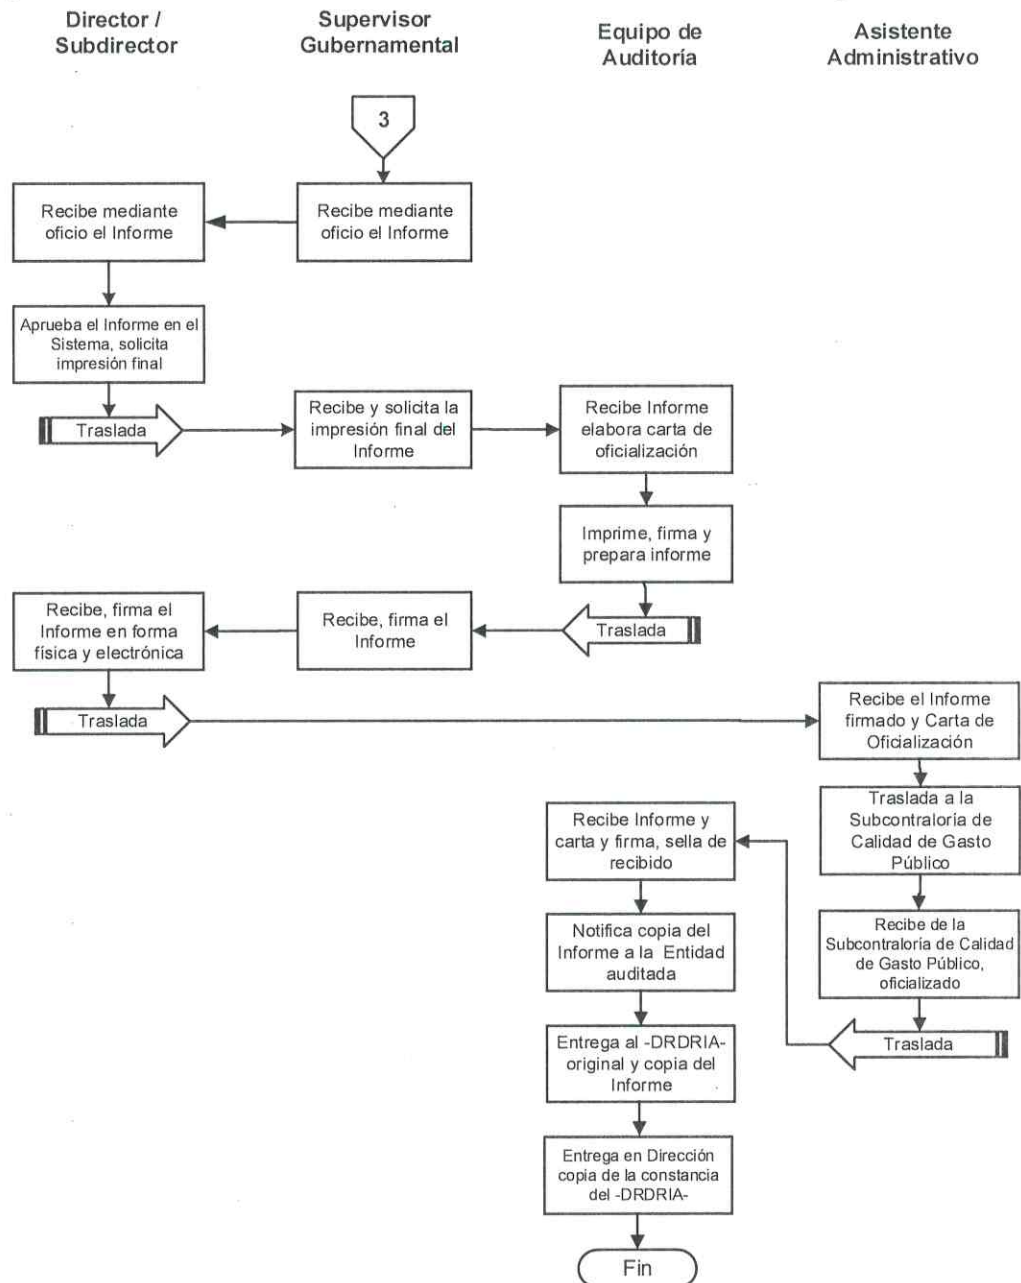 Director /
Subdirector
Supervisor
Gubernamental
Equipo de
Auditoría
Asistente
Administrativo
3
Recibe mediante
oficio el Informe
Recibe mediante
oficio el Informe
Aprueba el Informe en el
Sistema, solicita
impresión final
Traslada
Recibe y solicita la
impresión final del
Informe
Recibe Informe
elabora carta de
oficialización
Imprime, firma y
prepara informe
Traslada
Recibe, firma el
Informe
Recibe, firma el
Informe en forma
física y electrónica
Traslada
Recibe el Informe
firmado y Carta de
Oficialización
Traslada a la
Subcontraloría de
Calidad de Gasto
Público
Recibe de la
Subcontraloría de Calidad
de Gasto Público,
oficializado
Traslada
Recibe Informe y
carta y firma, sella de
recibido
Notifica copia del
Informe a la Entidad
auditada
Entrega al -DRDRIA-
original y copia del
Informe
Entrega en Dirección
copia de la constancia
del -DRDRIA-
Fin